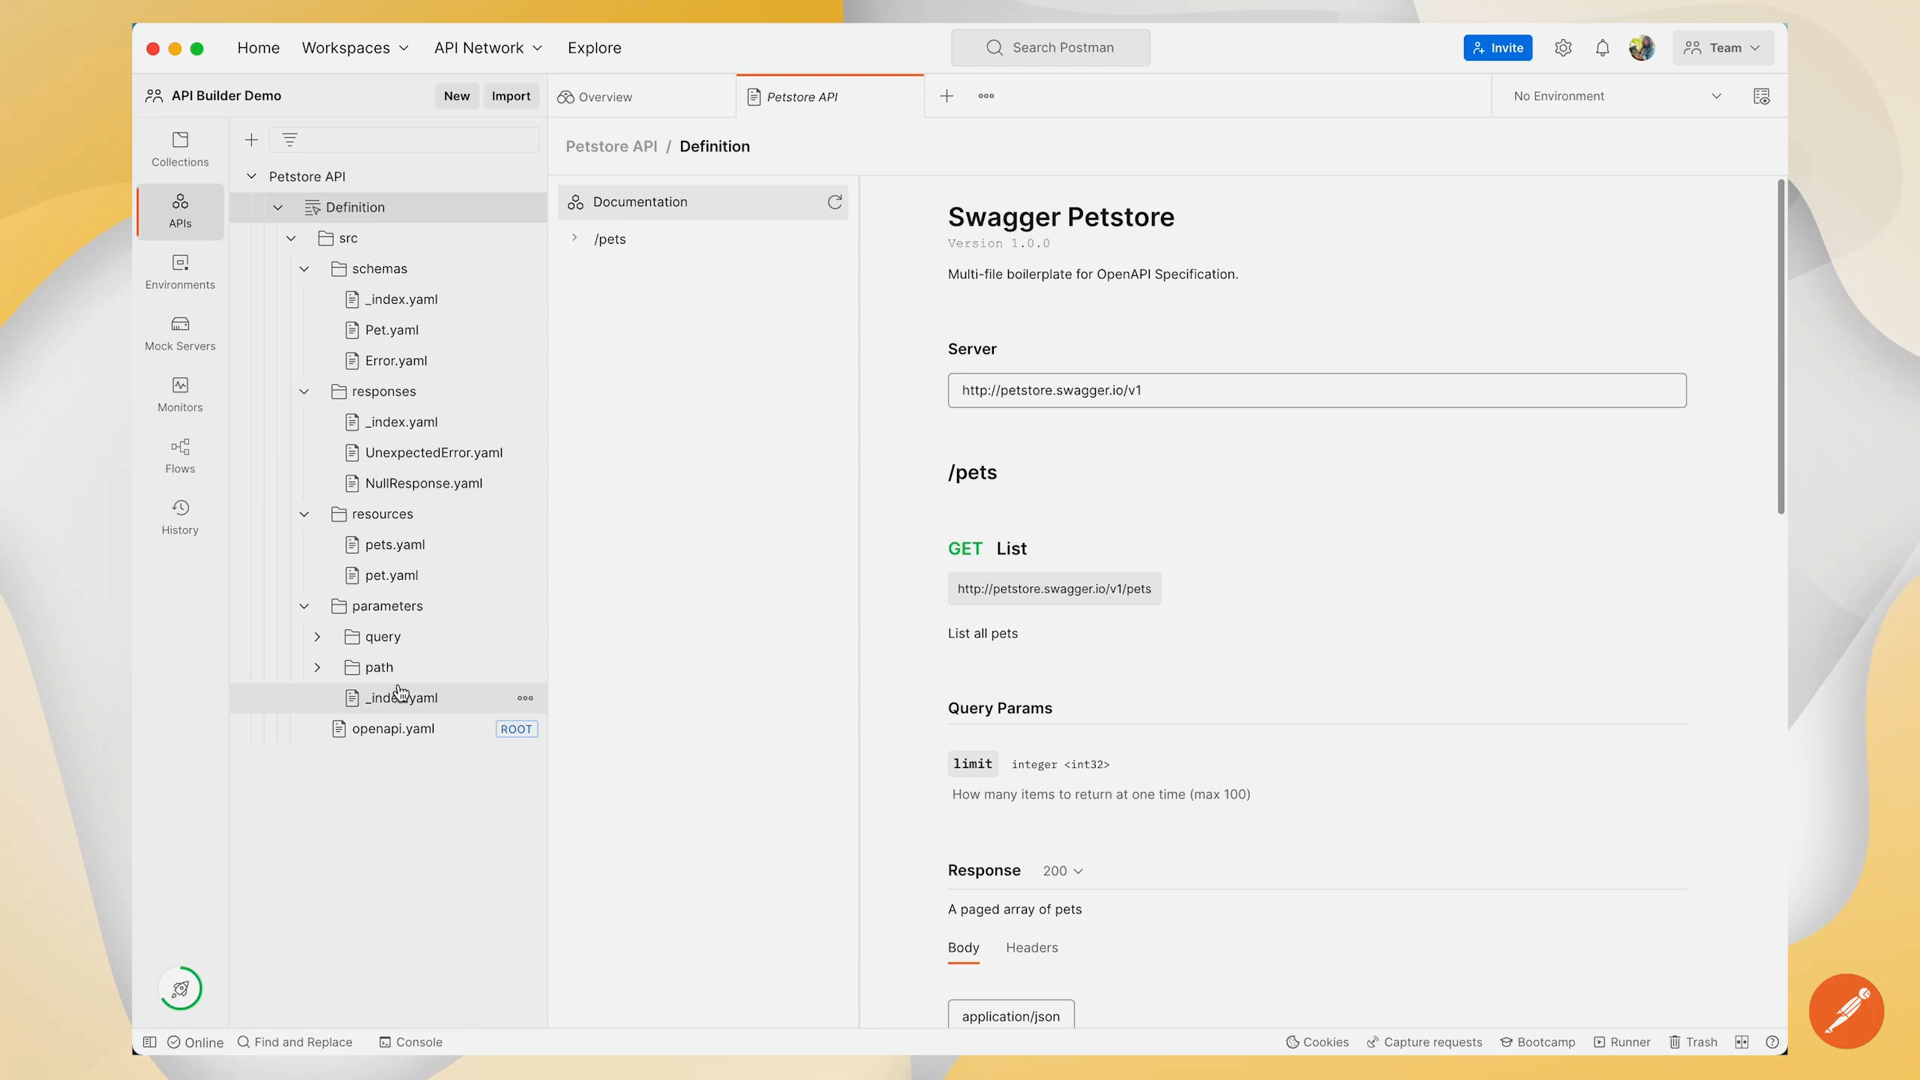 Home
Workspaces
API Network
Explore
Search Postman
Invite
Team
API Builder Demo
New
Import
Overview
Petstore API
No Environment
Collections
APIs
Environments
Mock Servers
Monitors
Flows
History
Petstore API
Definition
src
schemas
_index.yaml
Pet.yaml
Error.yaml
responses
_index.yaml
UnexpectedError.yaml
NullResponse.yaml
resources
pets.yaml
pet.yaml
parameters
query
path
_index.yaml
openapi.yaml ROOT
Petstore API / Definition
Documentation
/pets
Swagger Petstore
Version 1.0.0
Multi-file boilerplate for OpenAPI Specification.
Server
http://petstore.swagger.io/v1
/pets
GET List
http://petstore.swagger.io/v1/pets
List all pets
Query Params
limit integer <int32>
How many items to return at one time (max 100)
Response 200
A paged array of pets
Body Headers
application/json
Online
Find and Replace
Console
Cookies
Capture requests
Bootcamp
Runner
Trash